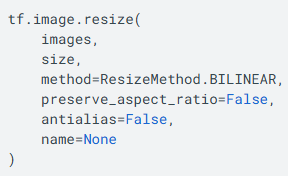 tf.image.resize(
    images,
    size,
    method=ResizeMethod.BILINEAR,
    preserve_aspect_ratio=False,
    antialias=False,
    name=None
)